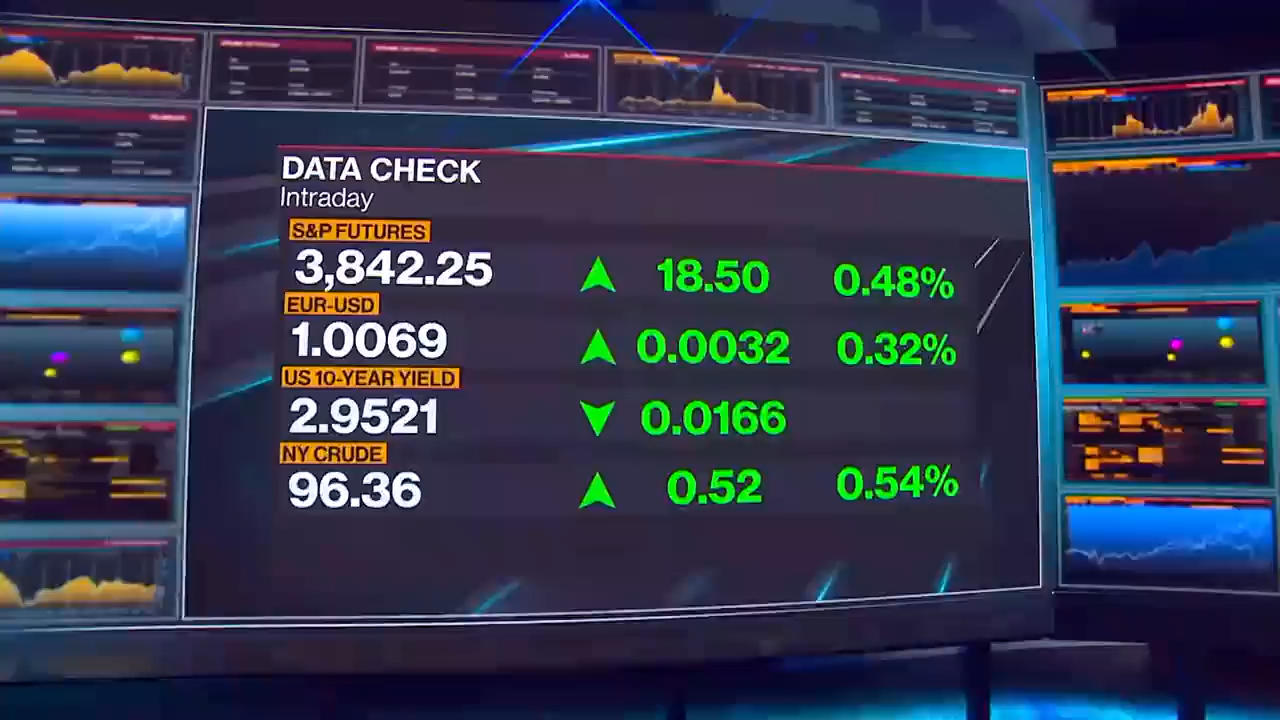 DATA CHECK
Intraday
S&P FUTURES
3,842.25 ▲ 18.50 0.48%
EUR-USD
1.0069 ▲ 0.0032 0.32%
US 10-YEAR YIELD
2.9521 ▼ 0.0166
NY CRUDE
96.36 ▲ 0.52 0.54%